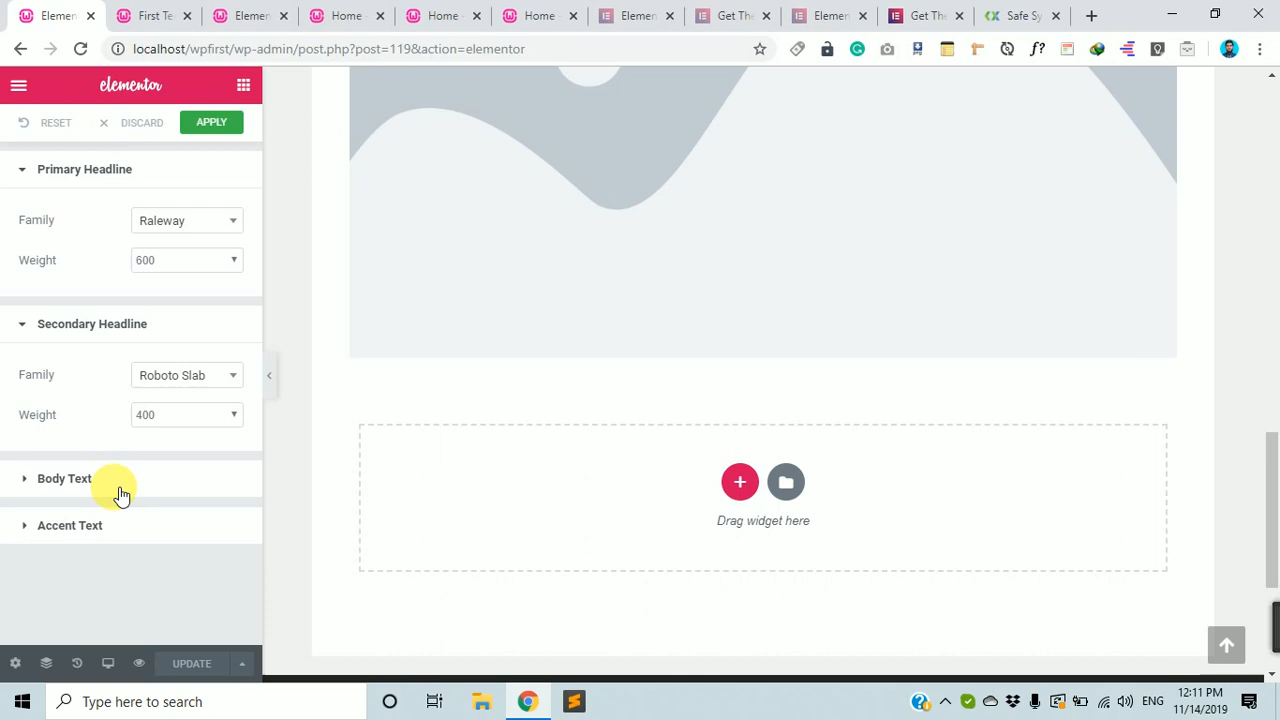 Elemen
First Te
Elemen
Home
Home
Home
Elemen
Get The
Elemen
Get The
Safe Sy
localhost/wpfirst/wp-admin/post.php?post=119&action=elementor
elementor
RESET
DISCARD
APPLY
Primary Headline
Family
Raleway
Weight
600
Secondary Headline
Family
Roboto Slab
Weight
400
Body Text
Accent Text
Drag widget here
UPDATE
Type here to search
ENG
12:11 PM
11/14/2019